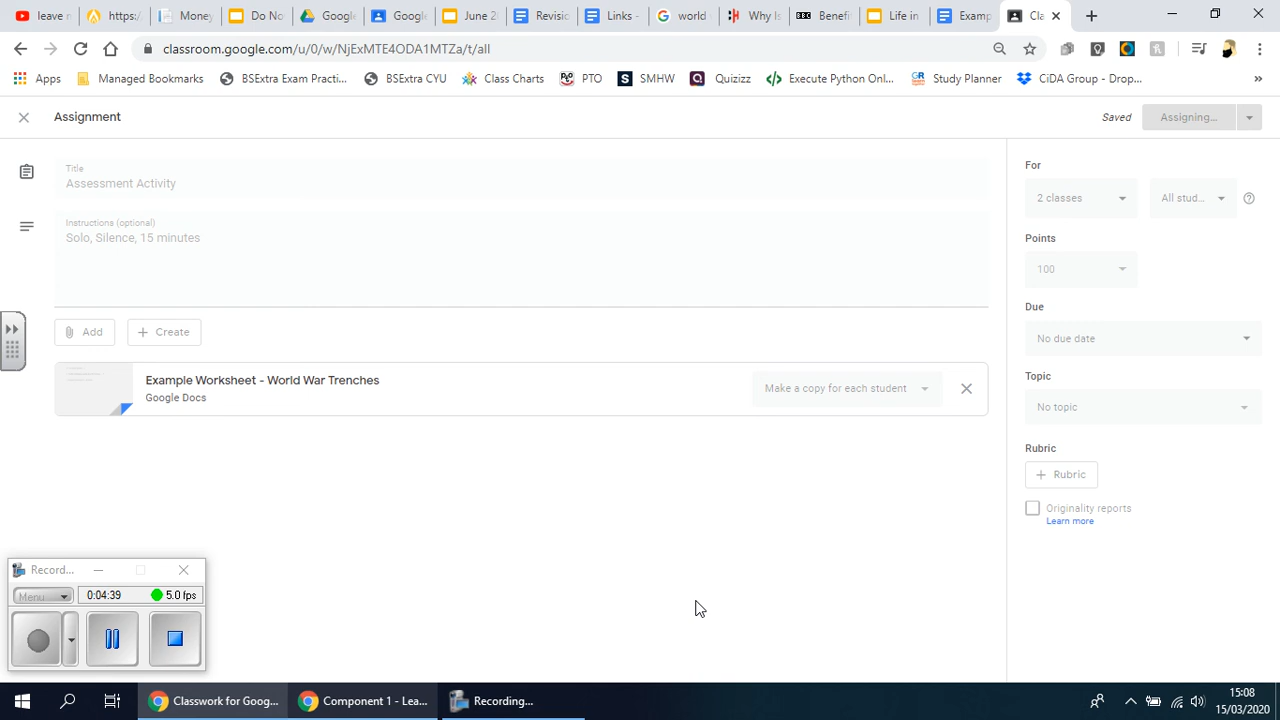 leave r
https:/
Money
Do No
Google
Google
June 2
Revisio
Links -
world
Why Is
BBC Benefi
Life in
Examp
Cla
classroom.google.com/u/0/w/NjExMTE4ODA1MTZa/t/all
Apps
Managed Bookmarks
BSExtra Exam Practi...
BSExtra CYU
Class Charts
PTO
SMHW
Quizizz
Execute Python Onl...
Study Planner
CiDA Group - Drop...
Assignment
Saved
Assigning...
Title
Assessment Activity
Instructions (optional)
Solo, Silence, 15 minutes
Add
Create
Example Worksheet - World War Trenches
Google Docs
Make a copy for each student
For
2 classes
All stud...
Points
100
Due
No due date
Topic
No topic
Rubric
Rubric
Originality reports
Learn more
Record...
Menu
0:04:39
5.0 fps
Classwork for Goog...
Component 1 - Lea...
Recording...
15:08
15/03/2020